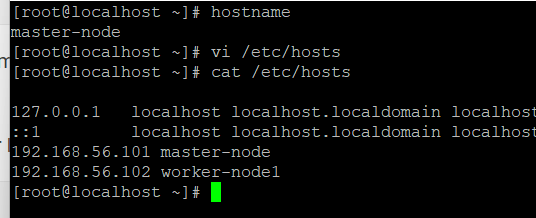 [root@localhost ~]# hostname
master-node
[root@localhost ~]# vi /etc/hosts
[root@localhost ~]# cat /etc/hosts
127.0.0.1 localhost localhost.localdomain localhost
::1 localhost localhost.localdomain localhost
192.168.56.101 master-node
192.168.56.102 worker-node1
[root@localhost ~]#